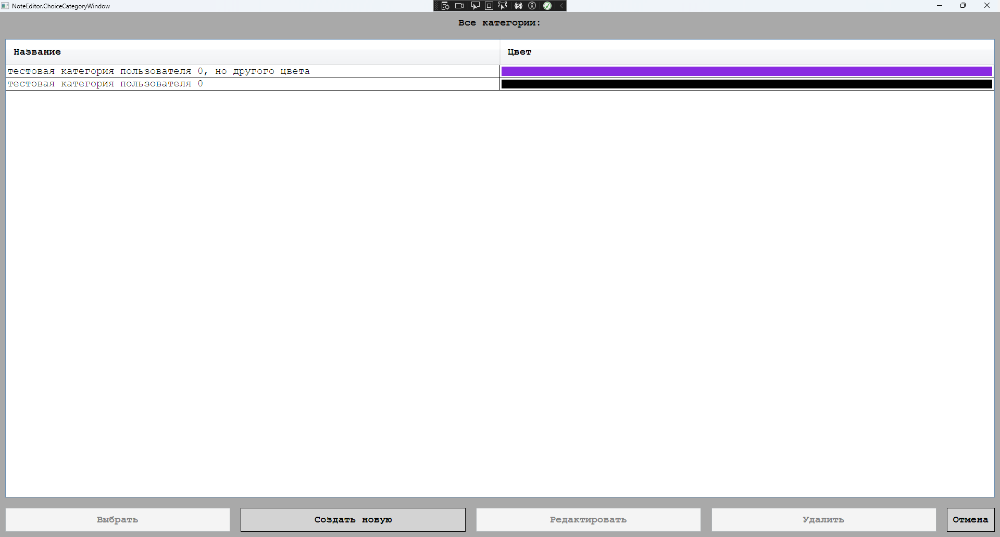 NoteEditor.ChoiceCategoryWindow
Все категории:
Название Цвет
тестовая категория пользователя 0, но другого цвета
тестовая категория пользователя 0
Выбрать Создать новую Редактировать Удалить Отмена